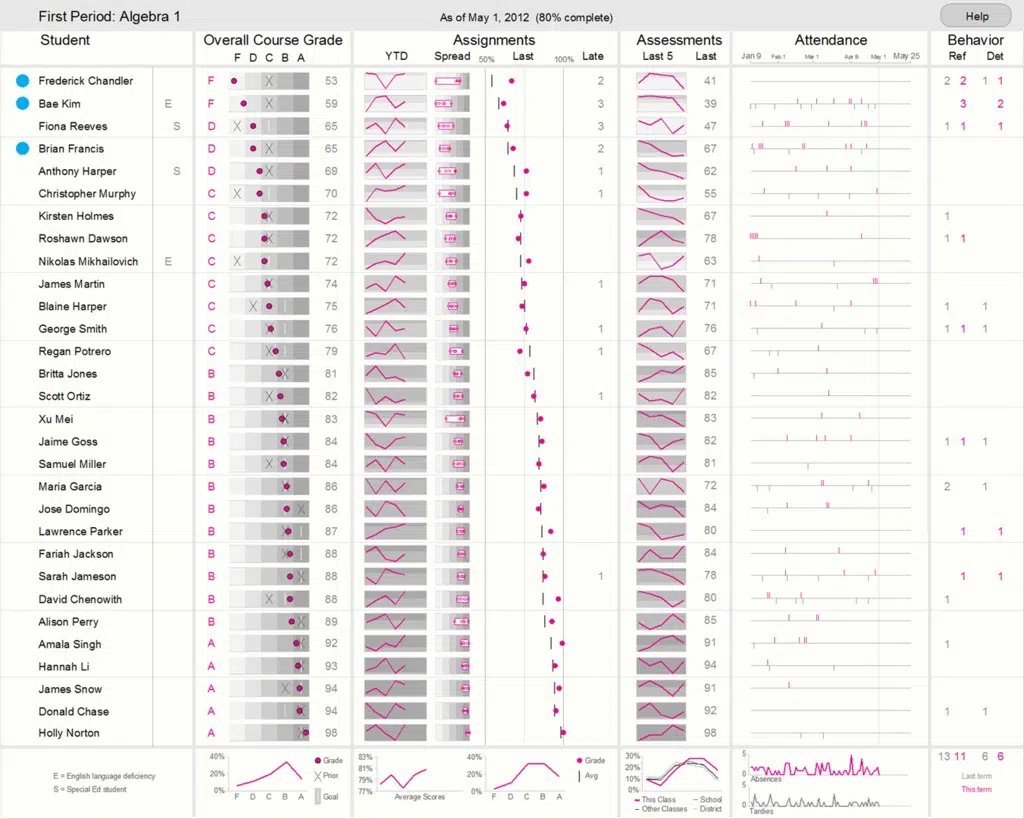 First Period: Algebra 1 As of May 1, 2012 (80% complete) Help
Student Overall Course Grade Assignments Assessments Attendance Behavior
F D C B A YTD Spread Last Late Last 5 Last Ref Det
50% 100% Jan 9 Feb 1 Mar 1 Apr 9 May 1 May 25
Frederick Chandler F 53 2 41 2 2 1 1
Bae Kim E F 59 3 39 3 2
Fiona Reeves S D 65 3 47 1 1 1
Brian Francis D 65 2 67
Anthony Harper S D 69 1 62
Christopher Murphy D 70 1 55
Kirsten Holmes C 72 67 1
Roshawn Dawson C 72 78 1 1
Nikolas Mikhailovich E C 72 63
James Martin C 74 1 71
Blaine Harper C 75 71 1 1
George Smith C 76 1 76 1 1 1
Regan Potrero C 79 1 67
Britta Jones B 81 85
Scott Ortiz B 82 1 82
Xu Mei B 83 83
Jaime Goss B 84 82 1 1 1
Samuel Miller B 84 81
Maria Garcia B 86 72 2 1
Jose Domingo B 86 84
Lawrence Parker B 87 80 1 1
Fariah Jackson B 88 84
Sarah Jameson B 88 1 78 1 1
David Chenowith B 88 80 1
Alison Perry B 89 85
Amala Singh A 92 91 1
Hannah Li A 93 94
James Snow A 94 91
Donald Chase A 94 92 1 1
Holly Norton A 98 98
E = English language deficiency
S = Special Ed student
40%
20%
0%
F D C B A
Grade
Prior
Goal
83%
81%
79%
77%
Average Scores
40%
20%
0%
F D C B A
Grade
Avg
30%
20%
10%
0%
F D C B A
This Class School
Other Classes District
5
0
Absences
5
0
Tardies
13 11 6 6
Last term
This term